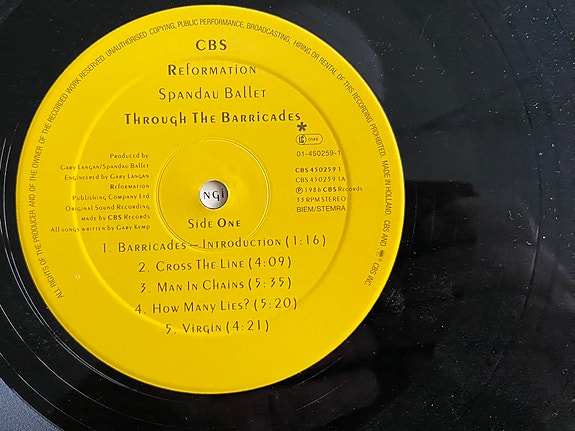 ALL RIGHTS OF THE PRODUCER AND OF THE OWNER OF THE RECORDED WORK RESERVED. UNAUTHORISED COPYING, PUBLIC PERFORMANCE, BROADCASTING, HIRING OR RENTAL OF THIS RECORDING PROHIBITED. MADE IN HOLLAND. CBS AND ARE ® CBS INC.
CBS
Reformation
Spandau Ballet
Through The Barricades
01-450259-1
Produced by
Gary Langan/Spandau Ballet
Engineered by Gary Langan
Reformation
Publishing Company Ltd
Original Sound Recording
made by CBS Records
All songs written by Gary Kemp
CBS 450259 1
CBS 450259 1A
Ⓟ 1986 CBS Records
33 RPM STEREO
BIEM/STEMRA
Side One
1. Barricades – Introduction (1:16)
2. Cross The Line (4:09)
3. Man In Chains (5:35)
4. How Many Lies? (5:20)
5. Virgin (4:21)